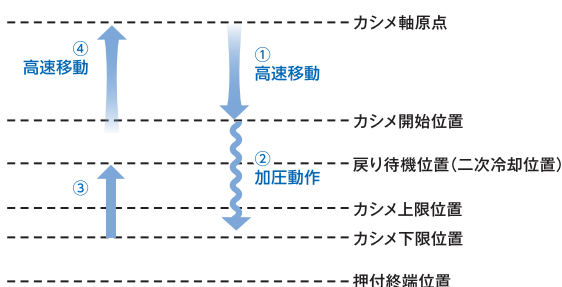 カシメ軸原点
④
高速移動
①
高速移動
カシメ開始位置
②
加圧動作
戻り待機位置(二次冷却位置)
③
カシメ上限位置
カシメ下限位置
押付終端位置